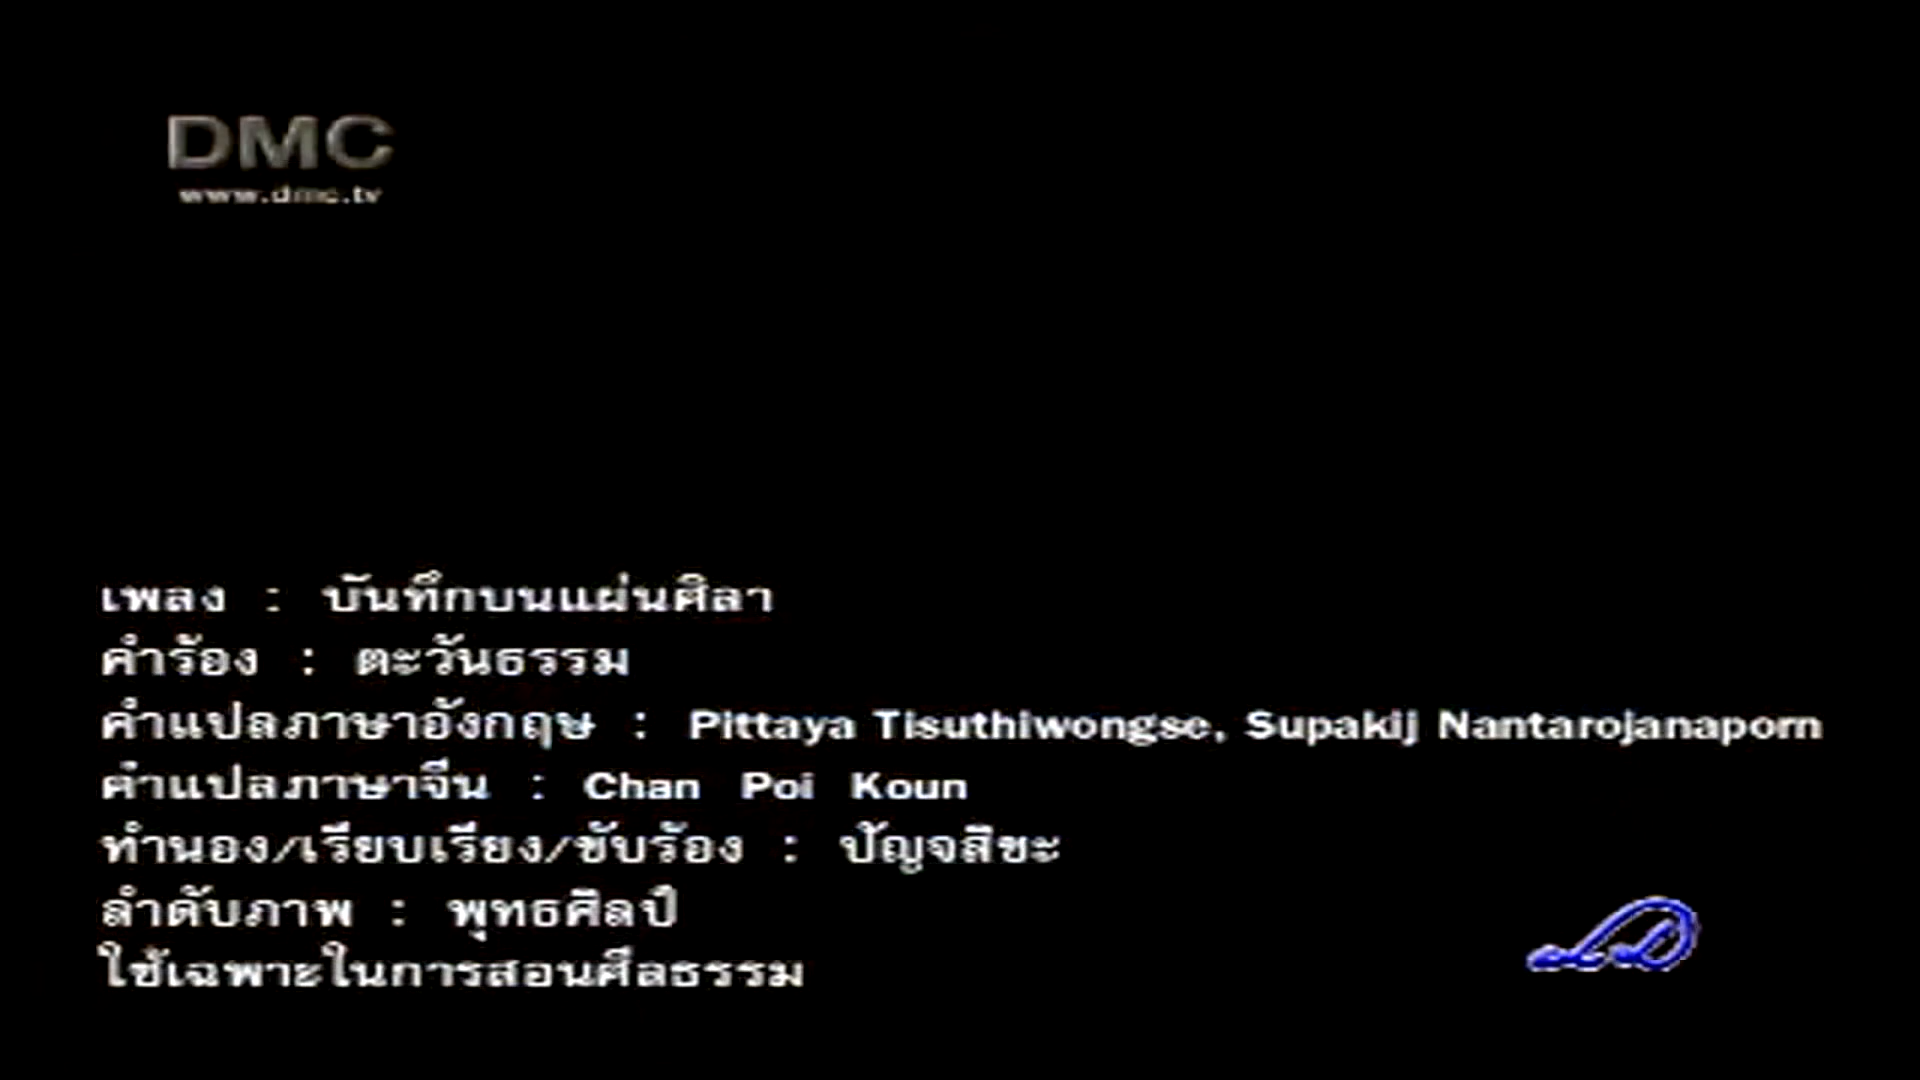 DMC
www.dmc.tv
เพลง : บันทึกบนแผ่นศิลา
คำร้อง : ตะวันธรรม
คำแปลภาษาอังกฤษ : Pittaya Tisuthiwongse, Supakij Nantarojanaporn
คำแปลภาษาจีน : Chan Poi Koun
ทำนอง/เรียบเรียง/ขับร้อง : ปัญจสิขะ
ลำดับภาพ : พุทธศิลป์
ใช้เฉพาะในการสอนศีลธรรม